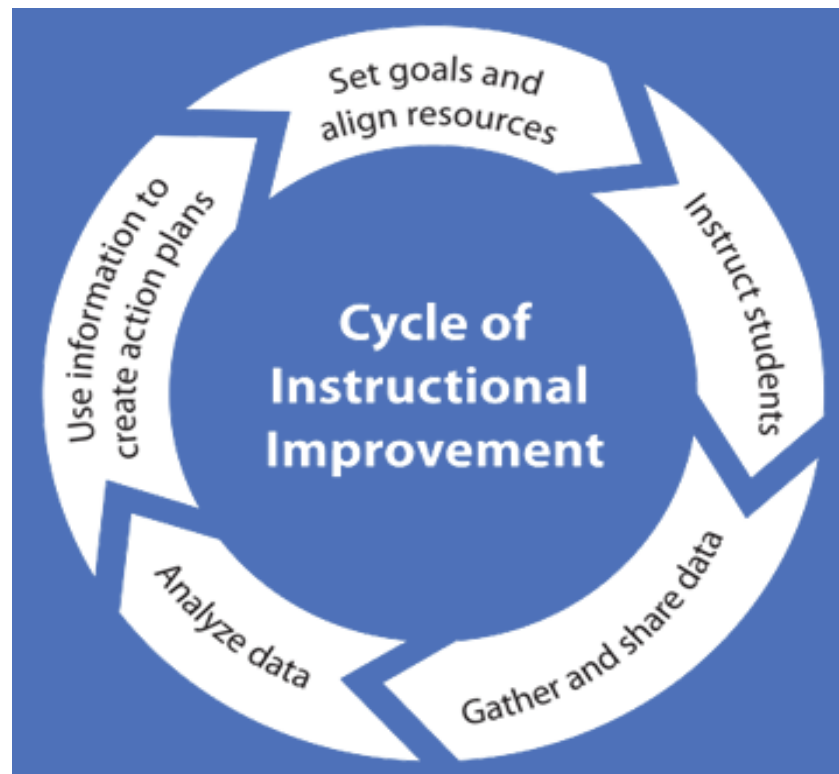 Set goals and
align resources
Instruct students
Gather and share data
Analyze data
Use information to
create action plans
Cycle of
Instructional
Improvement